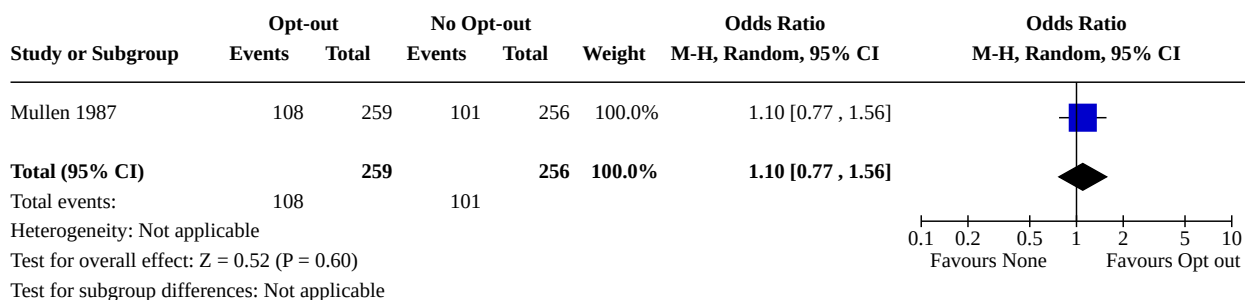 Opt-out No Opt-out Odds Ratio Odds Ratio
Study or Subgroup Events Total Events Total Weight M-H, Random, 95% CI M-H, Random, 95% CI
Mullen 1987 108 259 101 256 100.0% 1.10 [0.77 , 1.56]
Total (95% CI) 259 256 100.0% 1.10 [0.77 , 1.56]
Total events: 108 101
Heterogeneity: Not applicable
0.1 0.2 0.5 1 2 5 10
Test for overall effect: Z = 0.52 (P = 0.60) Favours None Favours Opt out
Test for subgroup differences: Not applicable